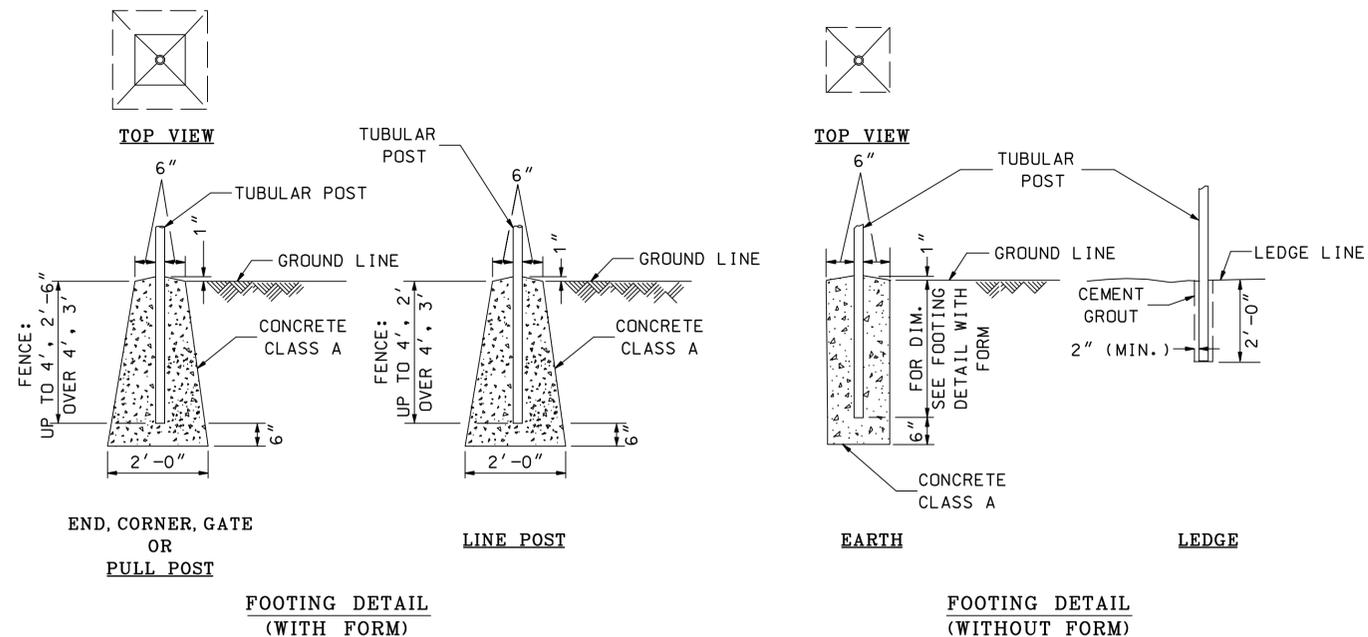 TOP VIEW
6"
TUBULAR POST
1"
GROUND LINE
FENCE:
UP TO 4', 2'-6"
OVER 4', 3'
CONCRETE
CLASS A
6"
2'-0"
END, CORNER, GATE
OR
PULL POST
TUBULAR
POST
6"
1"
GROUND LINE
FENCE:
UP TO 4', 2'
OVER 4', 3'
CONCRETE
CLASS A
6"
2'-0"
LINE POST
FOOTING DETAIL
(WITH FORM)
TOP VIEW
6"
TUBULAR
POST
1"
GROUND LINE
FOR DIM.
SEE FOOTING
DETAIL WITH
FORM
6"
CONCRETE
CLASS A
EARTH
LEDGE LINE
CEMENT
GROUT
2" (MIN.)
2'-0"
LEDGE
FOOTING DETAIL
(WITHOUT FORM)